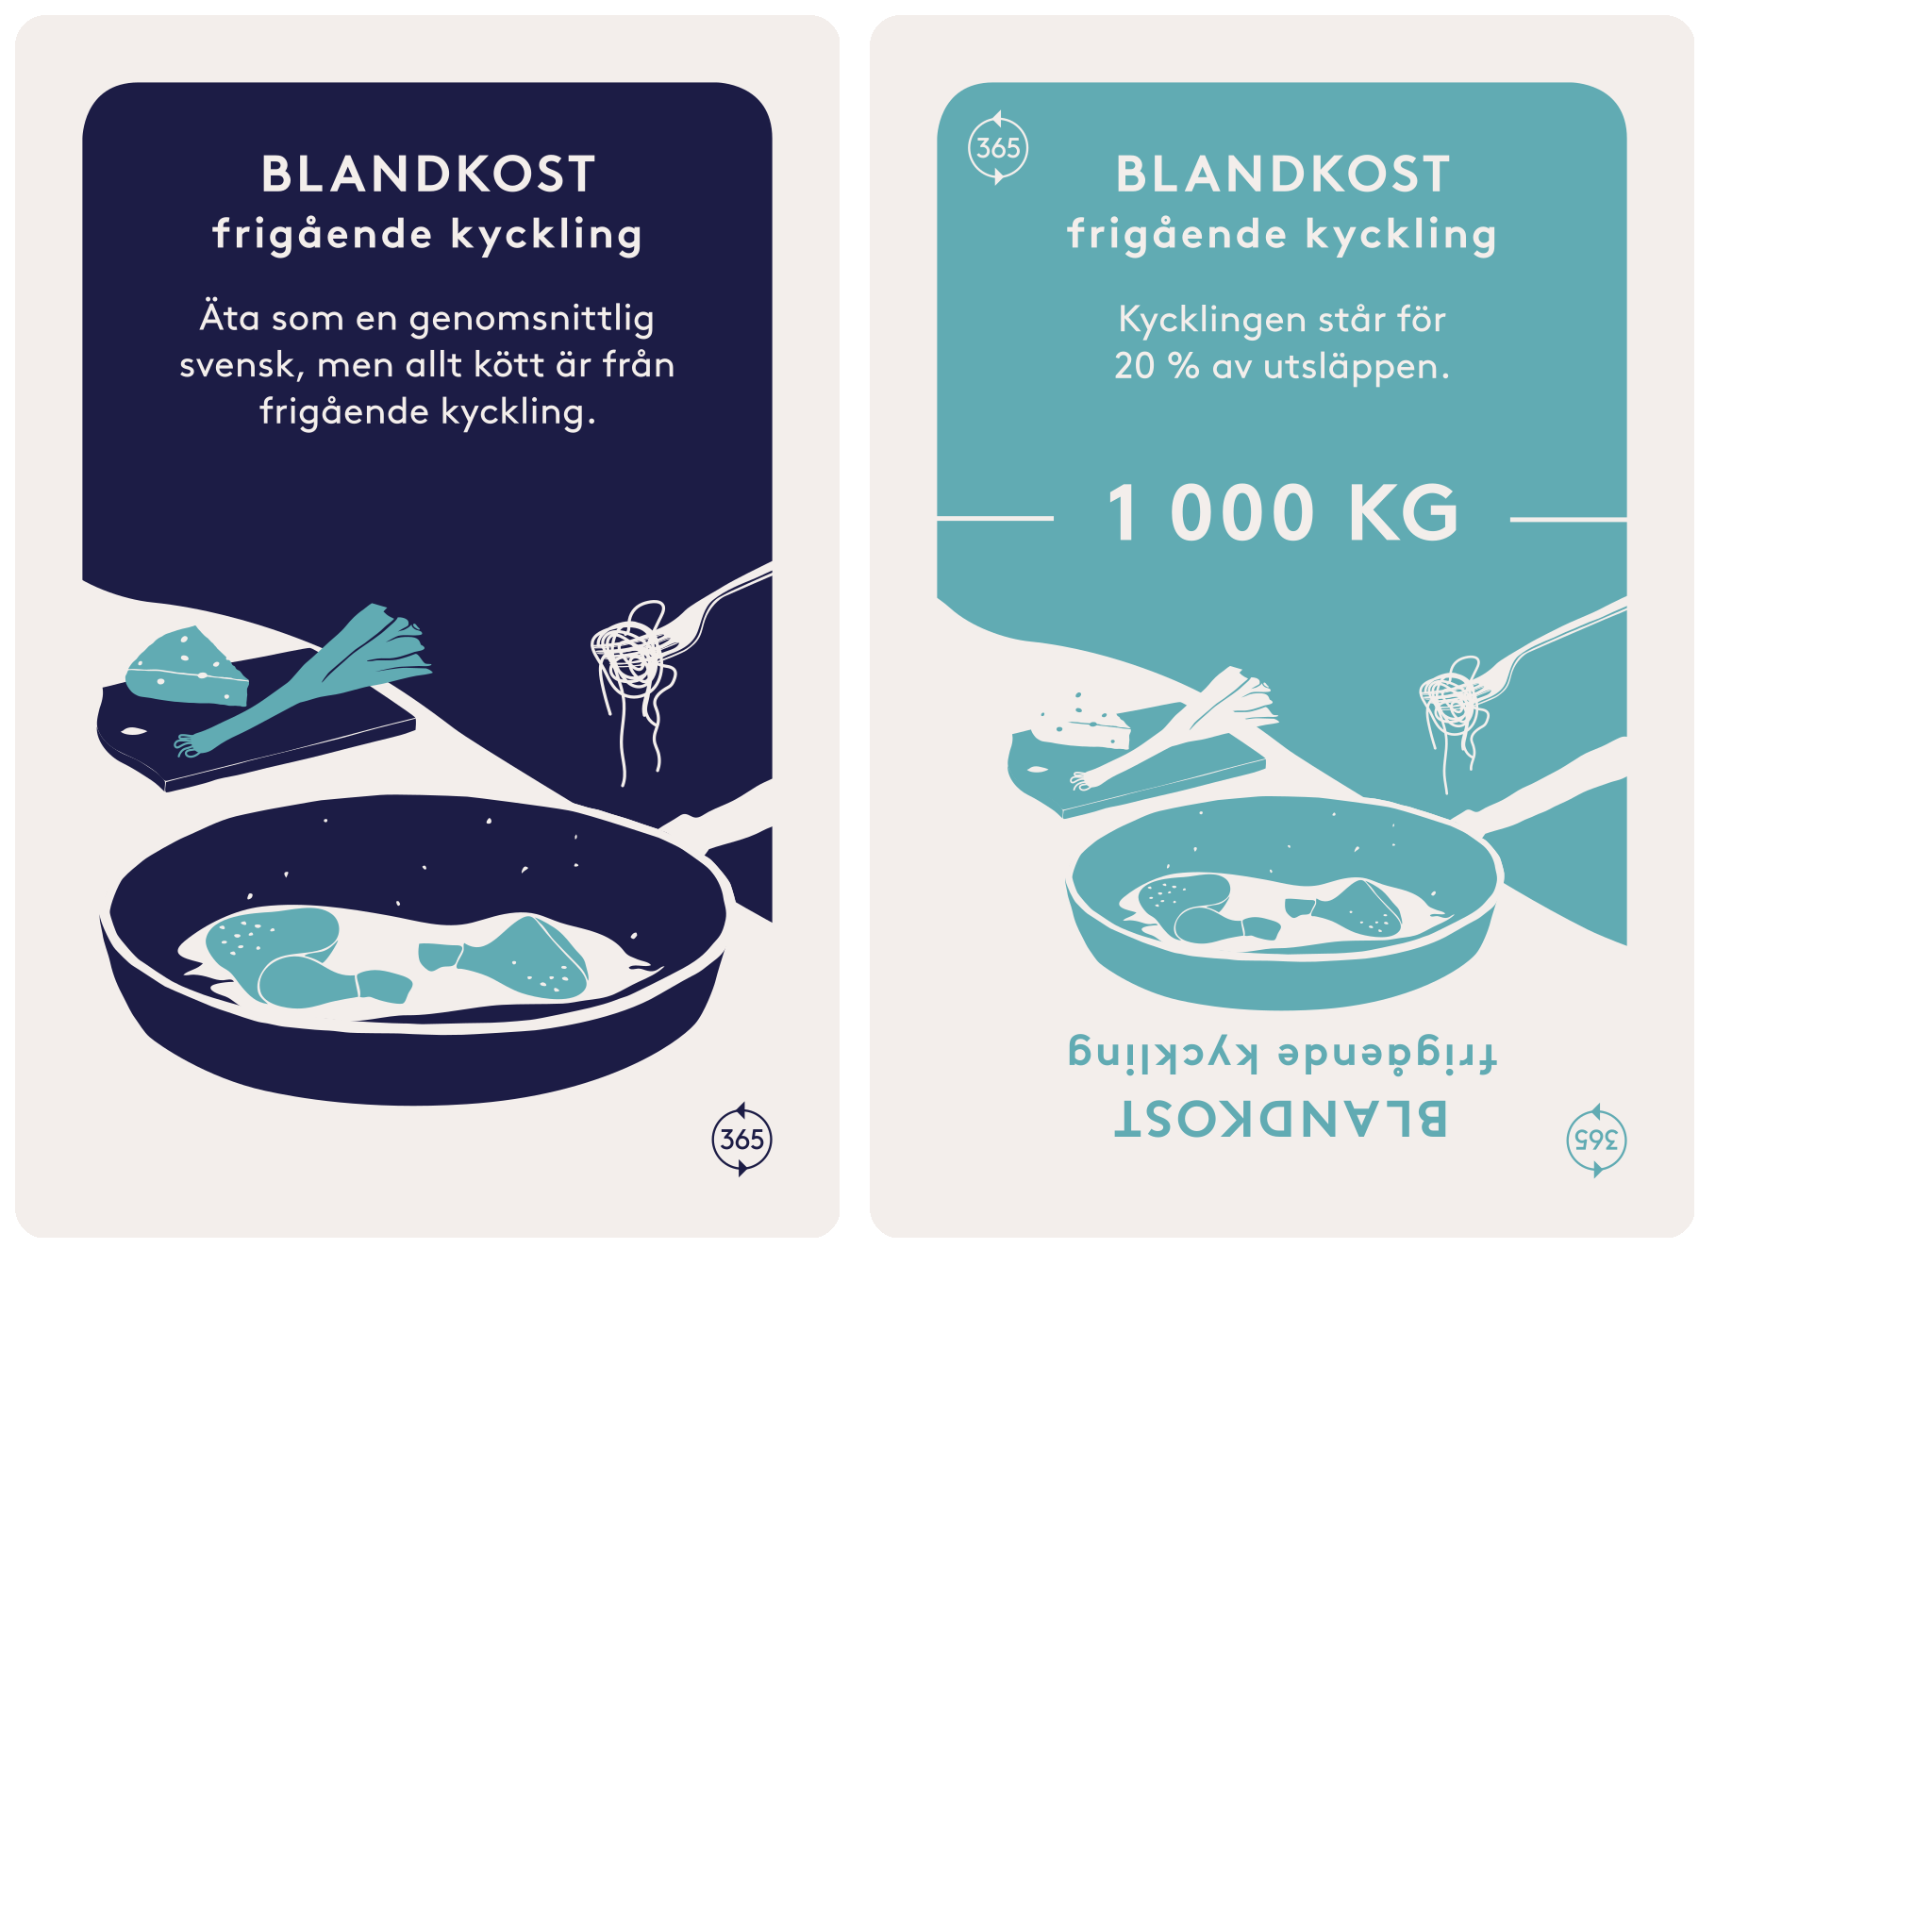 BLANDKOST
frigående kyckling
Äta som en genomsnittlig
svensk, men allt kött är från
frigående kyckling.
365
365
BLANDKOST
frigående kyckling
Kycklingen står för
20 % av utsläppen.
1 000 KG
frigående kyckling
BLANDKOST
365